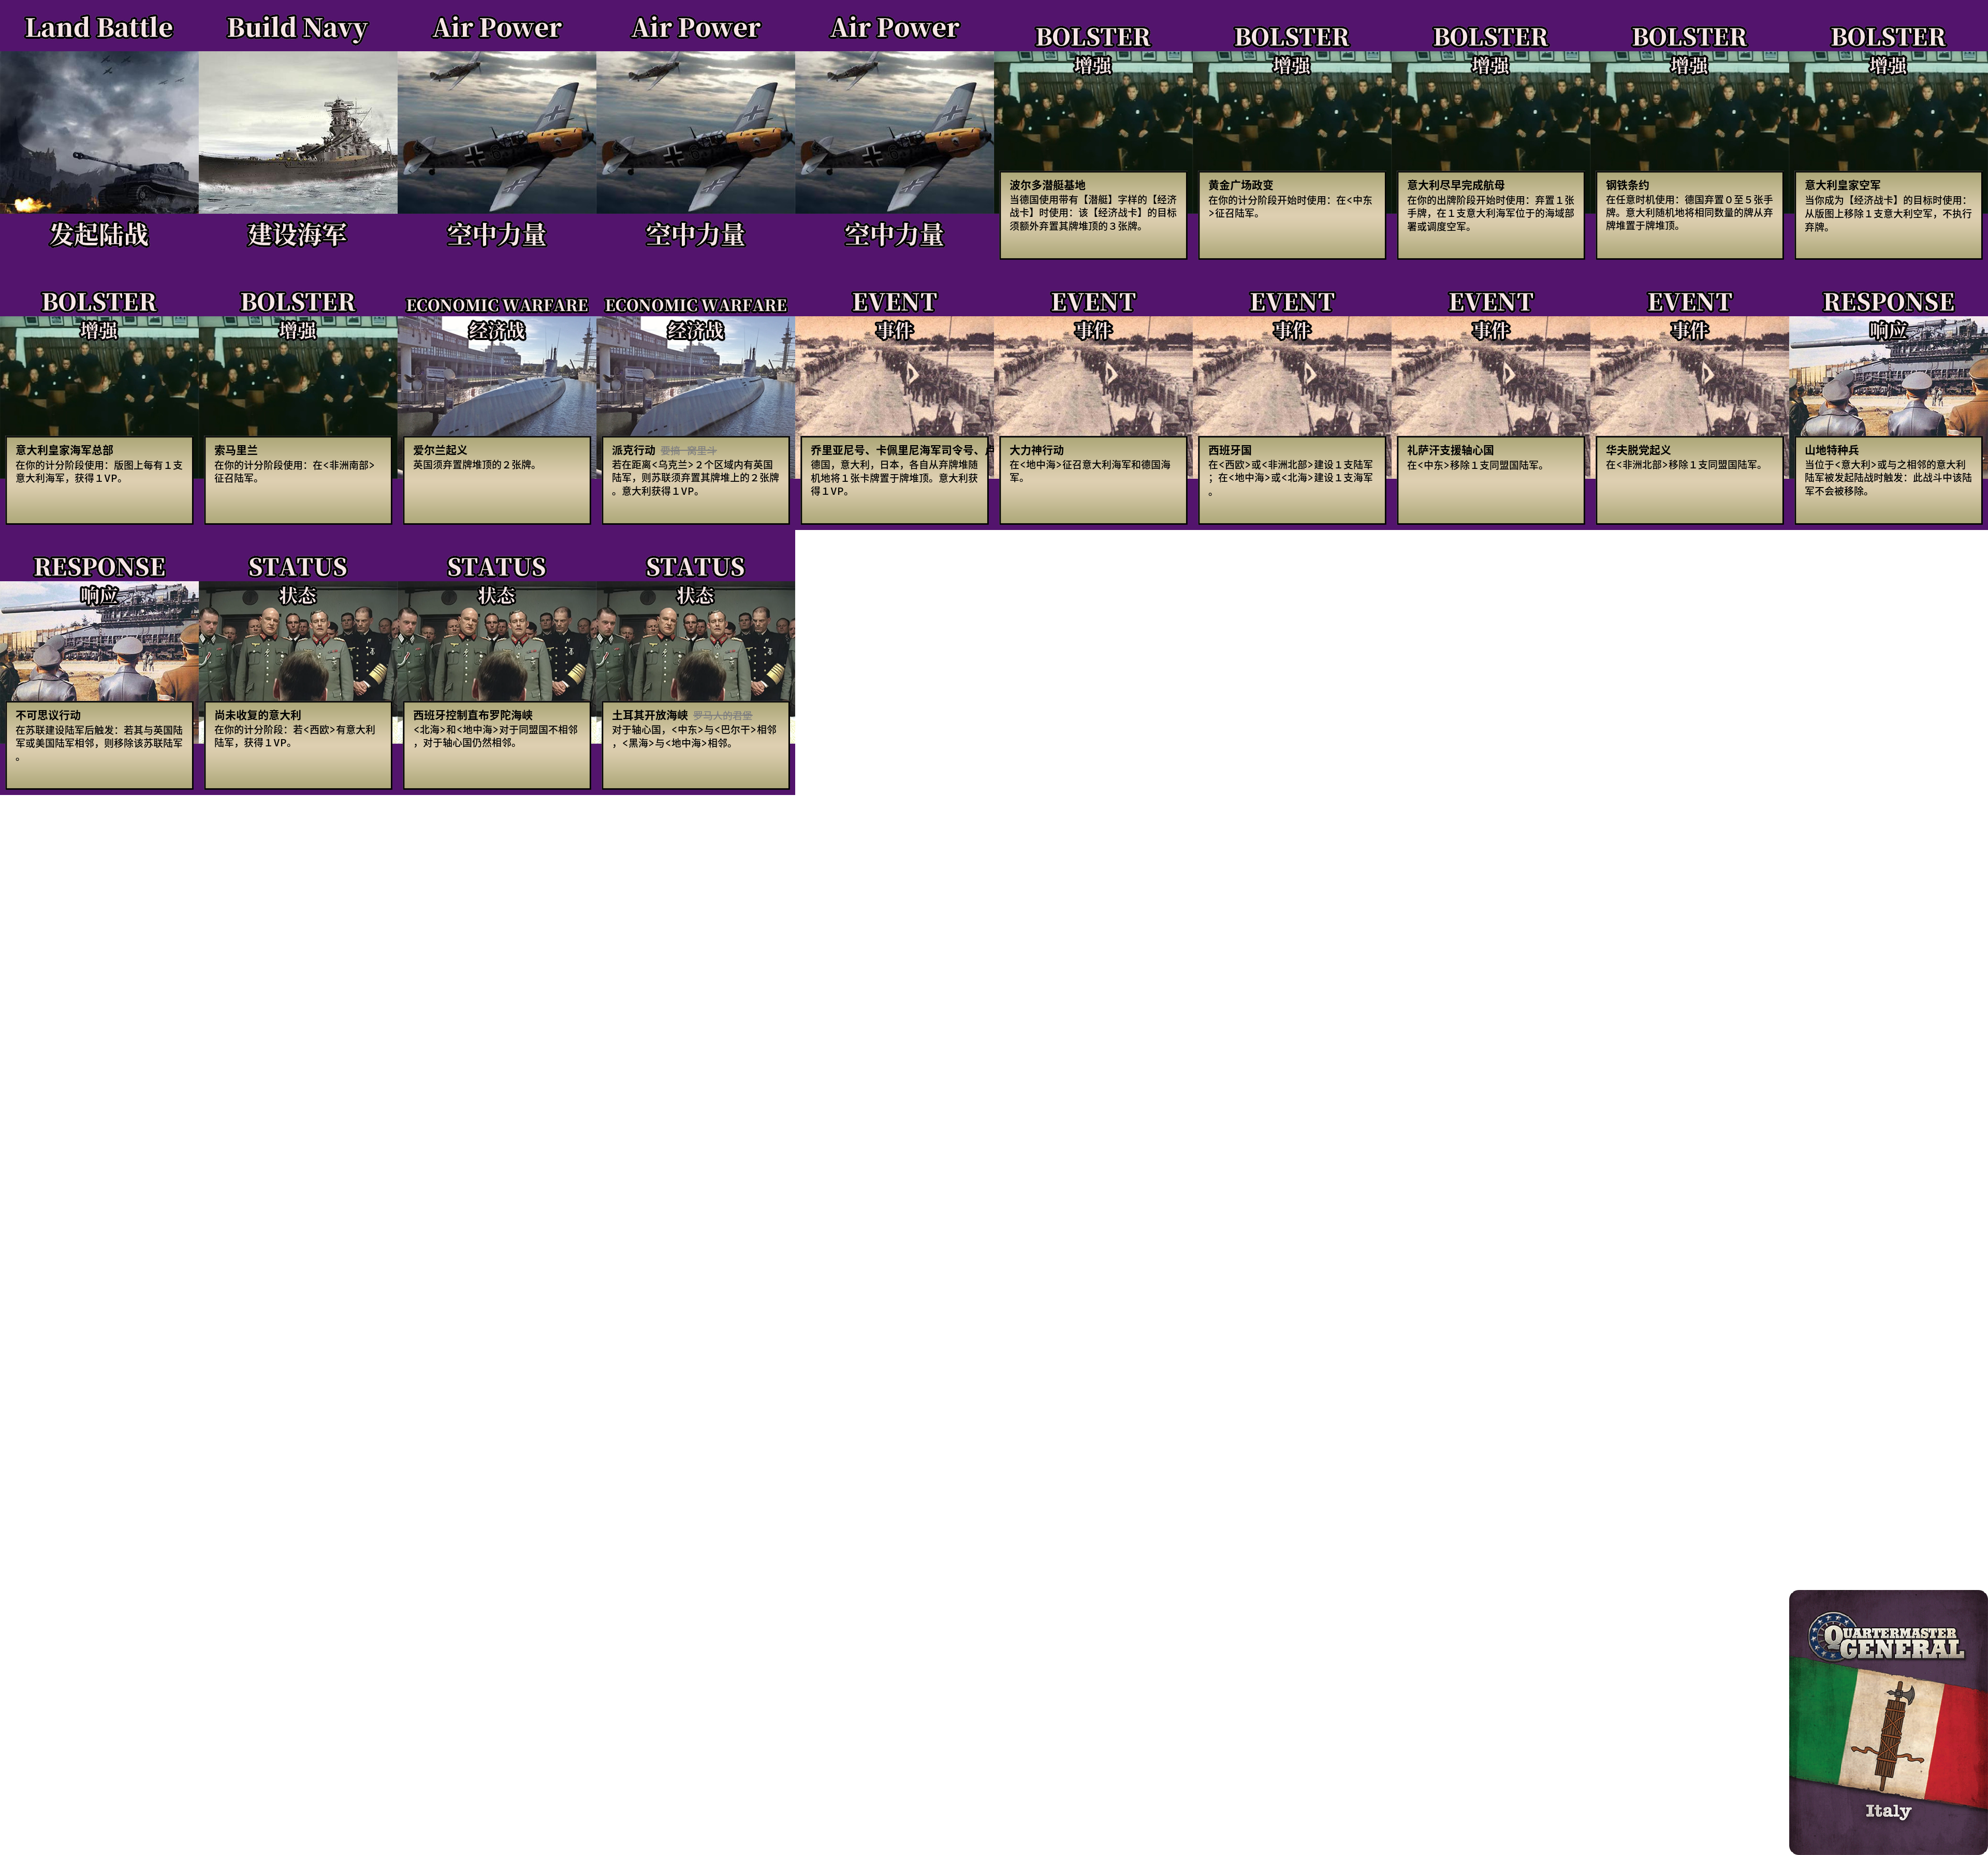 Land Battle
发起陆战
Build Navy
建设海军
Air Power
空中力量
Air Power
空中力量
Air Power
空中力量
BOLSTER
增强
波尔多潜艇基地
当德国使用带有【潜艇】字样的【经济
战卡】时使用：该【经济战卡】的目标
须额外弃置其牌堆顶的３张牌。
BOLSTER
增强
黄金广场政变
在你的计分阶段开始时使用：在<中东
>征召陆军。
BOLSTER
增强
意大利尽早完成航母
在你的出牌阶段开始时使用：弃置１张
手牌，在１支意大利海军位于的海域部
署或调度空军。
BOLSTER
增强
钢铁条约
在任意时机使用：德国弃置０至５张手
牌。意大利随机地将相同数量的牌从弃
牌堆置于牌堆顶。
BOLSTER
增强
意大利皇家空军
当你成为【经济战卡】的目标时使用：
从版图上移除１支意大利空军，不执行
弃牌。
BOLSTER
增强
意大利皇家海军总部
在你的计分阶段使用：版图上每有１支
意大利海军，获得１VP。
BOLSTER
增强
索马里兰
在你的计分阶段使用：在<非洲南部>
征召陆军。
ECONOMIC WARFARE
经济战
爱尔兰起义
英国须弃置牌堆顶的２张牌。
ECONOMIC WARFARE
经济战
派克行动
若在距离<乌克兰>２个区域内有英国
陆军，则苏联须弃置其牌堆上的２张牌
。意大利获得１VP。
EVENT
事件
乔里亚尼号、卡佩里尼海军司令号、
德国，意大利，日本，各自从弃牌堆随
机地将１张卡牌置于牌堆顶。意大利获
得１VP。
EVENT
事件
大力神行动
在<地中海>征召意大利海军和德国海
军。
EVENT
事件
西班牙国
在<西欧>或<非洲北部>建设１支陆军
；在<地中海>或<北海>建设１支海军
。
EVENT
事件
礼萨汗支援轴心国
在<中东>移除１支同盟国陆军。
EVENT
事件
华夫脱党起义
在<非洲北部>移除１支同盟国陆军。
RESPONSE
响应
山地特种兵
当位于<意大利>或与之相邻的意大利
陆军被发起陆战时触发：此战斗中该陆
军不会被移除。
RESPONSE
响应
不可思议行动
在苏联建设陆军后触发：若其与英国陆
军或美国陆军相邻，则移除该苏联陆军
。
STATUS
状态
尚未收复的意大利
在你的计分阶段：若<西欧>有意大利
陆军，获得１VP。
STATUS
状态
西班牙控制直布罗陀海峡
<北海>和<地中海>对于同盟国不相邻
，对于轴心国仍然相邻。
STATUS
状态
土耳其开放海峡 罗马人的君堡
对于轴心国，<中东>与<巴尔干>相邻
，<黑海>与<地中海>相邻。
QUARTERMASTER
GENERAL
Italy